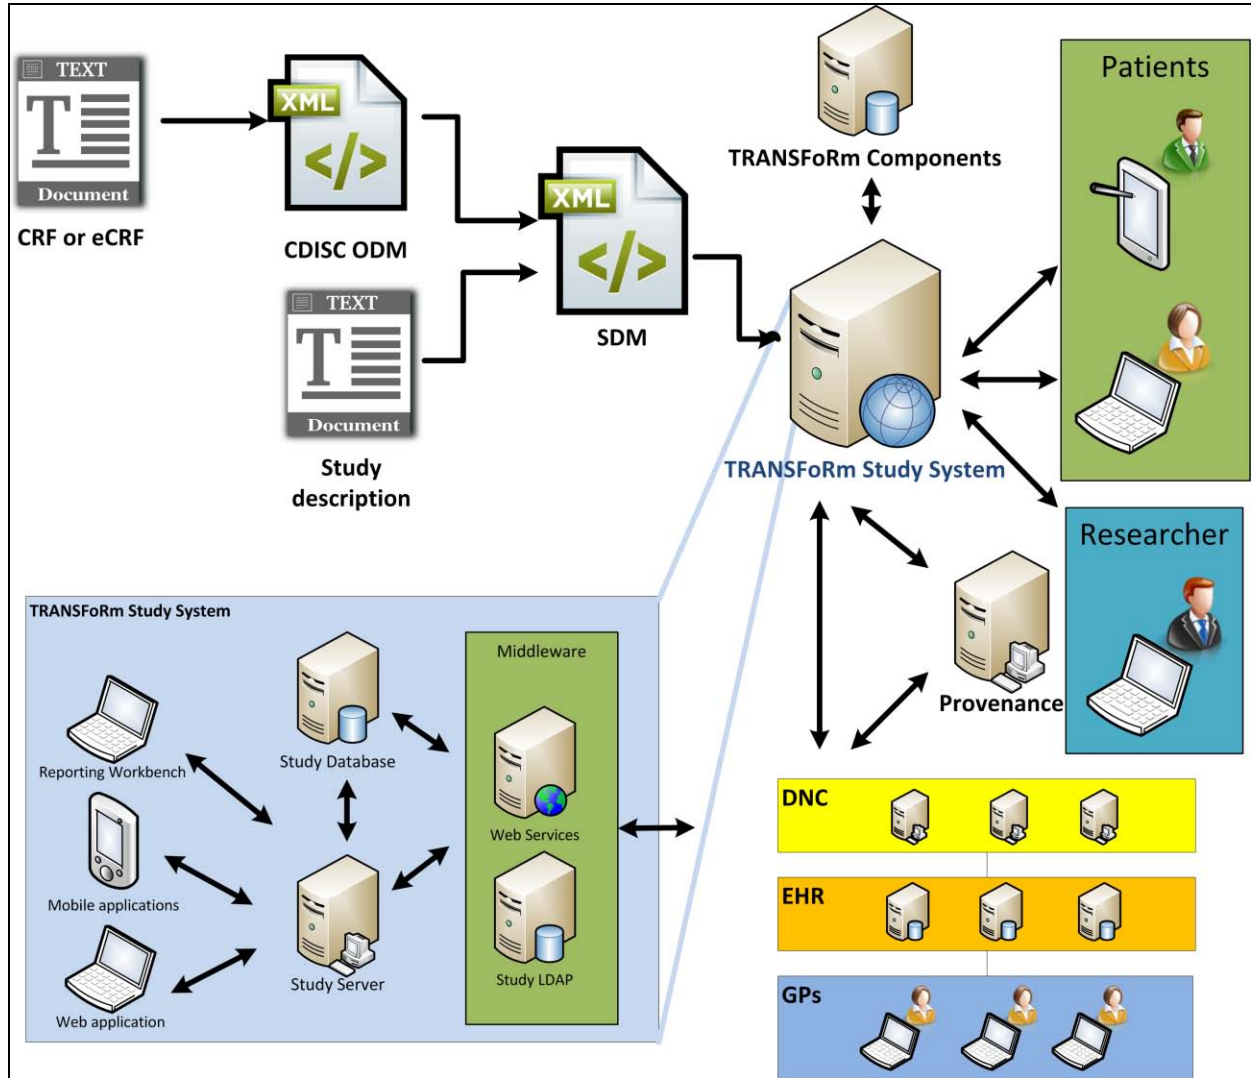 TEXT
T
Document
CRF or eCRF
XML
</>
CDISC ODM
TEXT
T
Document
Study
description
XML
</>
SDM
TRANSFoRm Components
TRANSFoRm Study System
Patients
Researcher
Provenance
TRANSFoRm Study System
Reporting Workbench
Mobile applications
Web application
Study Database
Study Server
Middleware
Web Services
Study LDAP
DNC
EHR
GPs